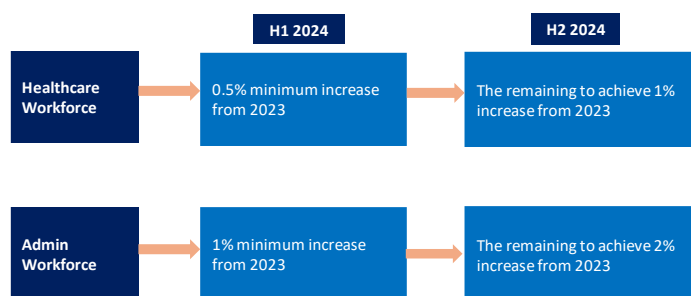 H1 2024
H2 2024
Healthcare
Workforce
0.5% minimum increase
from 2023
The remaining to achieve 1%
increase from 2023
Admin
Workforce
1% minimum increase
from 2023
The remaining to achieve 2%
increase from 2023